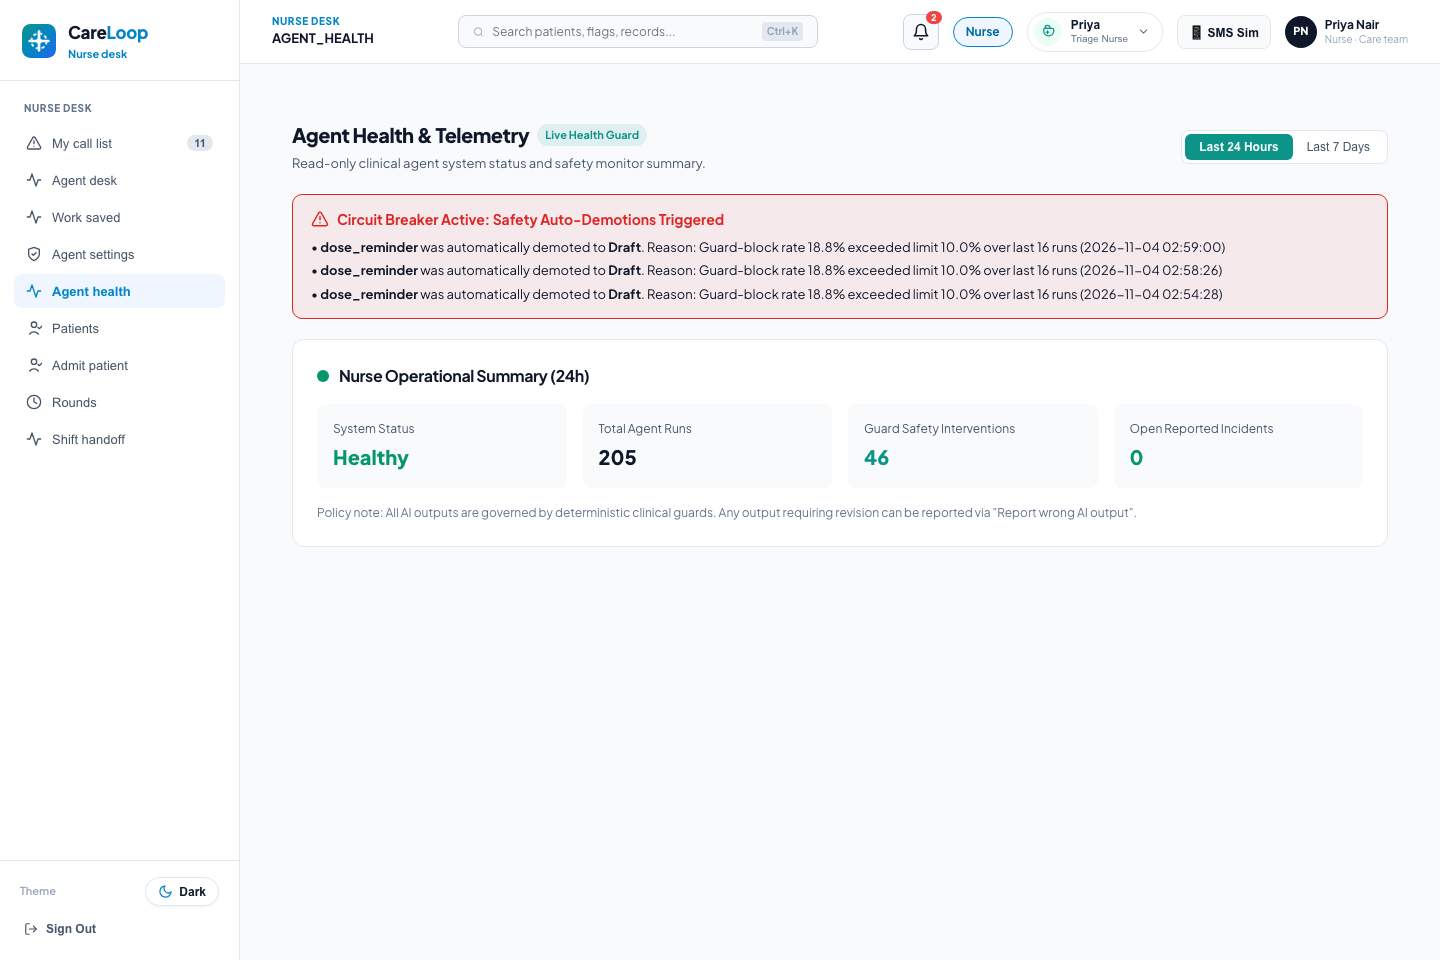 CareLoop
Nurse desk
NURSE DESK
My call list
11
Agent desk
Work saved
Agent settings
Agent health
Patients
Admit patient
Rounds
Shift handoff
Theme
Dark
Sign Out
NURSE DESK
AGENT_HEALTH
Search patients, flags, records...
Ctrl+K
2
Nurse
Priya
Triage Nurse
SMS Sim
PN
Priya Nair
Nurse · Care team
Agent Health & Telemetry
Live Health Guard
Read-only clinical agent system status and safety monitor summary.
Last 24 Hours
Last 7 Days
Circuit Breaker Active: Safety Auto-Demotions Triggered
• dose_reminder was automatically demoted to Draft. Reason: Guard-block rate 18.8% exceeded limit 10.0% over last 16 runs (2026-11-04 02:59:00)
• dose_reminder was automatically demoted to Draft. Reason: Guard-block rate 18.8% exceeded limit 10.0% over last 16 runs (2026-11-04 02:58:26)
• dose_reminder was automatically demoted to Draft. Reason: Guard-block rate 18.8% exceeded limit 10.0% over last 16 runs (2026-11-04 02:54:28)
Nurse Operational Summary (24h)
System Status
Healthy
Total Agent Runs
205
Guard Safety Interventions
46
Open Reported Incidents
0
Policy note: All AI outputs are governed by deterministic clinical guards. Any output requiring revision can be reported via "Report wrong AI output".